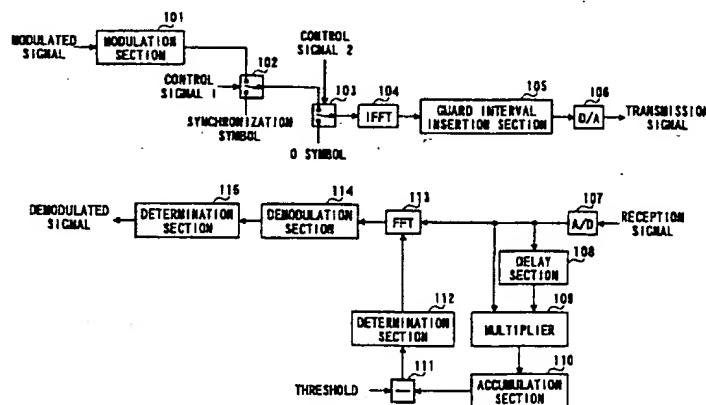 101
MODULATED
SIGNAL
MODULATION
SECTION
102
CONTROL
SIGNAL 1
SYNCHRONIZATION
SYMBOL
CONTROL
SIGNAL 2
103
0 SYMBOL
104
IFFT
105
GUARD INTERVAL
INSERTION SECTION
106
D/A
TRANSMISSION
SIGNAL
115
DEMODULATED
SIGNAL
DETERMINATION
SECTION
114
DEMODULATION
SECTION
113
FFT
107
A/D
RECEPTION
SIGNAL
DELAY
SECTION
108
112
DETERMINATION
SECTION
109
MULTIPLIER
111
THRESHOLD
—
110
ACCUMULATION
SECTION